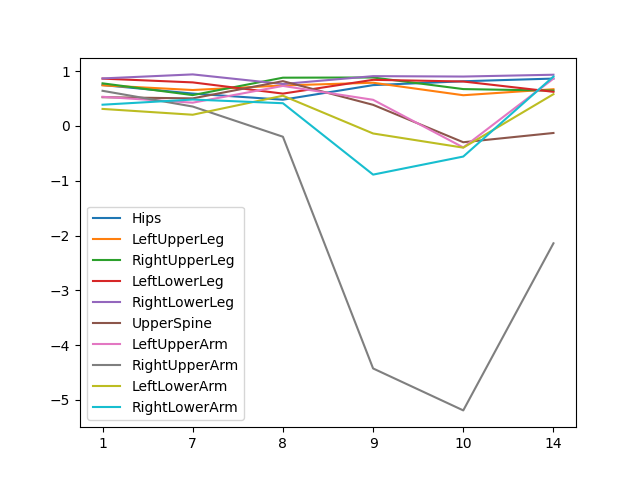 1
0
−1
−2
−3
−4
−5
Hips
LeftUpperLeg
RightUpperLeg
LeftLowerLeg
RightLowerLeg
UpperSpine
LeftUpperArm
RightUpperArm
LeftLowerArm
RightLowerArm
1 7 8 9 10 14